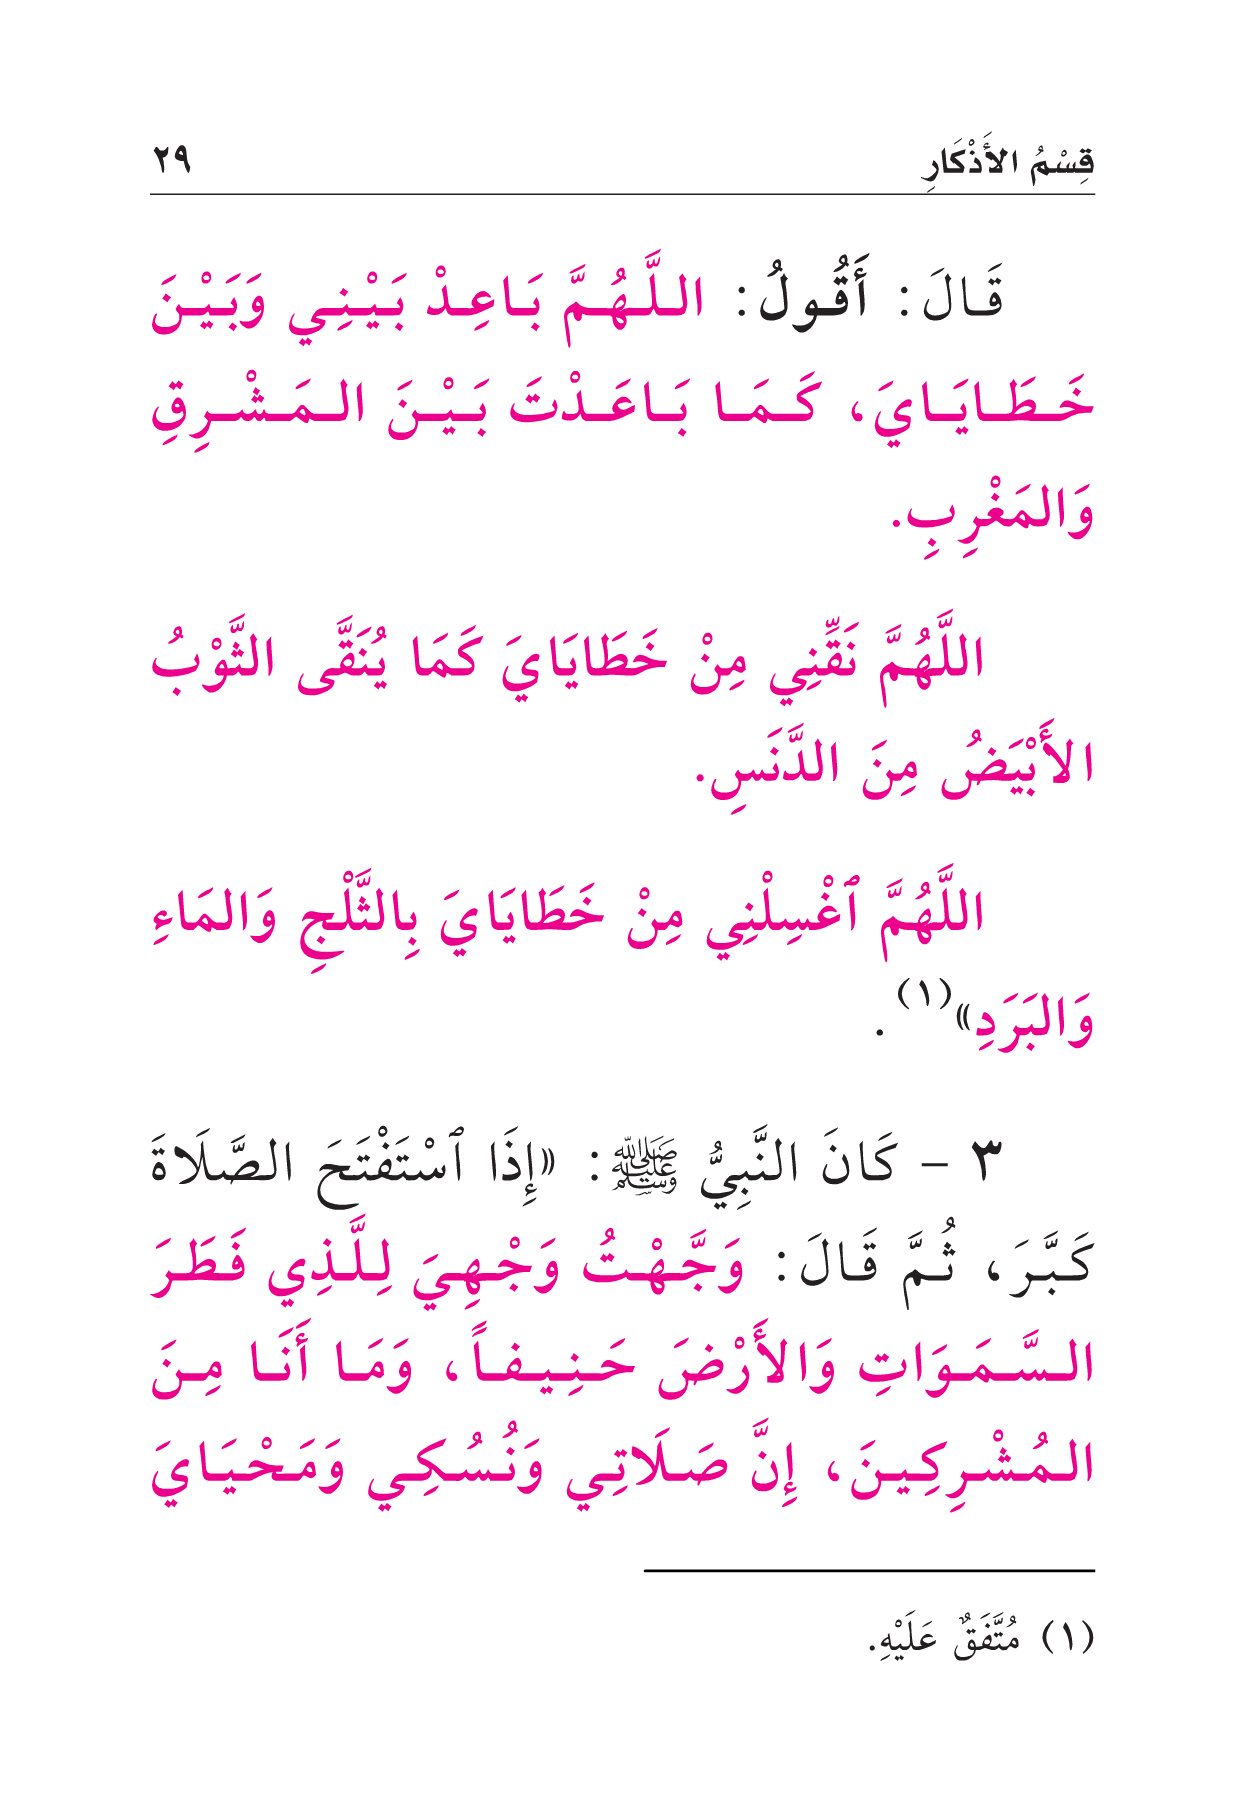 قِسْمُ الأَذْكَارِ ٢٩
قَالَ: أَقُولُ: اللَّهُمَّ بَاعِدْ بَيْنِي وَبَيْنَ
خَطَايَايَ، كَمَا بَاعَدْتَ بَيْنَ المَشْرِقِ
وَالمَغْرِبِ.
اللَّهُمَّ نَقِّنِي مِنْ خَطَايَايَ كَمَا يُنَقَّى الثَّوْبُ
الأَبْيَضُ مِنَ الدَّنَسِ.
اللَّهُمَّ ٱغْسِلْنِي مِنْ خَطَايَايَ بِالثَّلْجِ وَالمَاءِ
وَالبَرَدِ»(١).
٣ - كَانَ النَّبِيُّ ﷺ: «إِذَا ٱسْتَفْتَحَ الصَّلَاةَ
كَبَّرَ، ثُمَّ قَالَ: وَجَّهْتُ وَجْهِيَ لِلَّذِي فَطَرَ
السَّمَوَاتِ وَالأَرْضَ حَنِيفاً، وَمَا أَنَا مِنَ
المُشْرِكِينَ، إِنَّ صَلَاتِي وَنُسُكِي وَمَحْيَايَ
(١) مُتَّفَقٌ عَلَيْهِ.